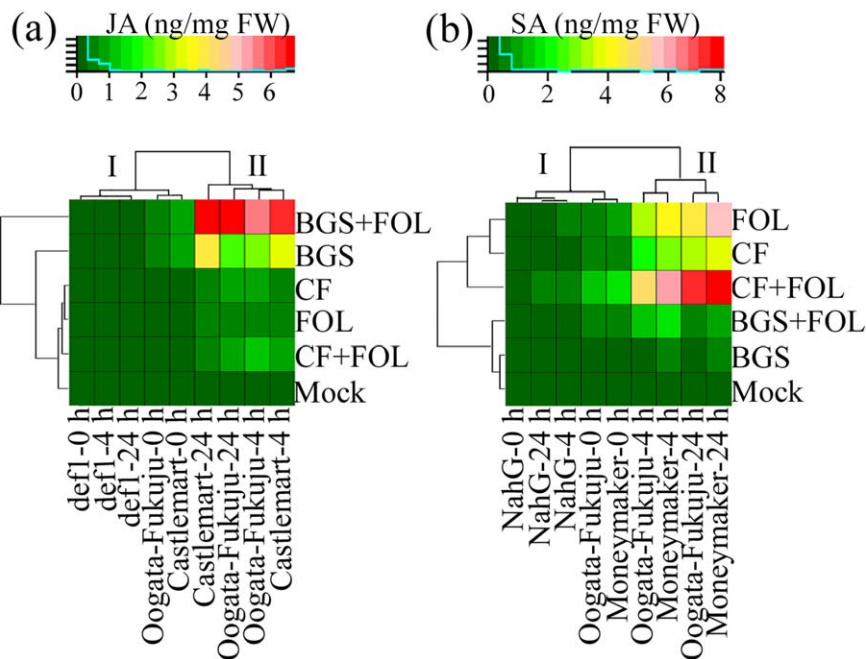 (a)
JA (ng/mg FW)
0 1 2 3 4 5 6
I
II
BGS+FOL
BGS
CF
FOL
CF+FOL
Mock
def1-0 h
def1-4 h
def1-24 h
Oogata-Fukuju-0 h
Castlemart-0 h
Castlemart-24 h
Oogata-Fukuju-24 h
Oogata-Fukuju-4 h
Castlemart-4 h
(b)
SA (ng/mg FW)
0 2 4 6 8
I
II
FOL
CF
CF+FOL
BGS+FOL
BGS
Mock
NahG-0 h
NahG-24 h
NahG-4 h
Oogata-Fukuju-0 h
Moneymaker-0 h
Oogata-Fukuju-4 h
Moneymaker-4 h
Oogata-Fukuju-24 h
Moneymaker-24 h